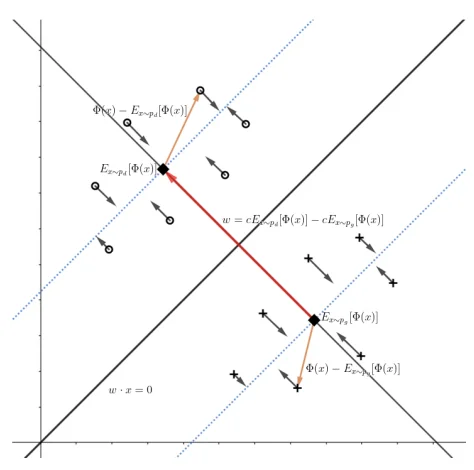 Φ(x) − E_{x∼p_d}[Φ(x)]
E_{x∼p_d}[Φ(x)]
w = cE_{x∼p_d}[Φ(x)] − cE_{x∼p_g}[Φ(x)]
E_{x∼p_g}[Φ(x)]
Φ(x) − E_{x∼p_g}[Φ(x)]
w · x = 0